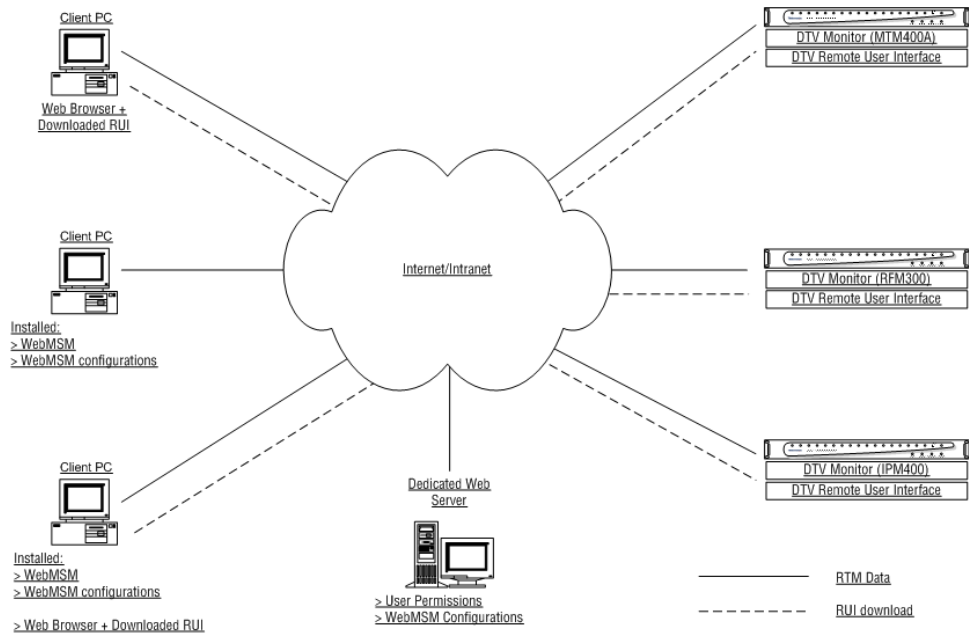 Client PC
Web Browser +
Downloaded RUI
DTV Monitor (MTM400A)
DTV Remote User Interface
Client PC
Installed:
> WebMSM
> WebMSM configurations
Internet/Intranet
DTV Monitor (RFM300)
DTV Remote User Interface
Client PC
Installed:
> WebMSM
> WebMSM configurations
> Web Browser + Downloaded RUI
Dedicated Web
Server
> User Permissions
> WebMSM Configurations
DTV Monitor (IPM400)
DTV Remote User Interface
RTM Data
RUI download